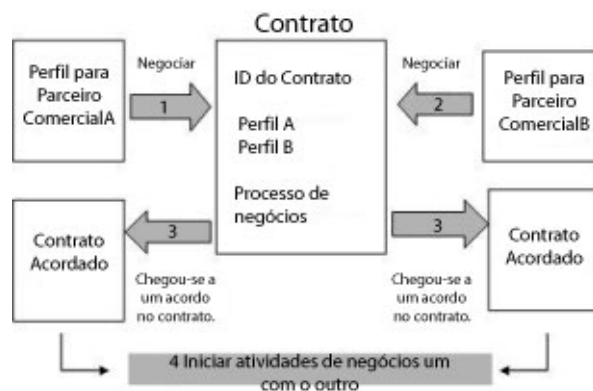 Contrato
Perfil para
Parceiro
ComercialA
Negociar
1
ID do Contrato
Perfil A
Perfil B
Processo de
negócios
Negociar
2
Perfil para
Parceiro
ComercialB
Contrato
Acordado
3
Chegou-se a
um acordo
no contrato.
3
Chegou-se a
um acordo
no contrato.
Contrato
Acordado
4 Iniciar atividades de negócios um
com o outro